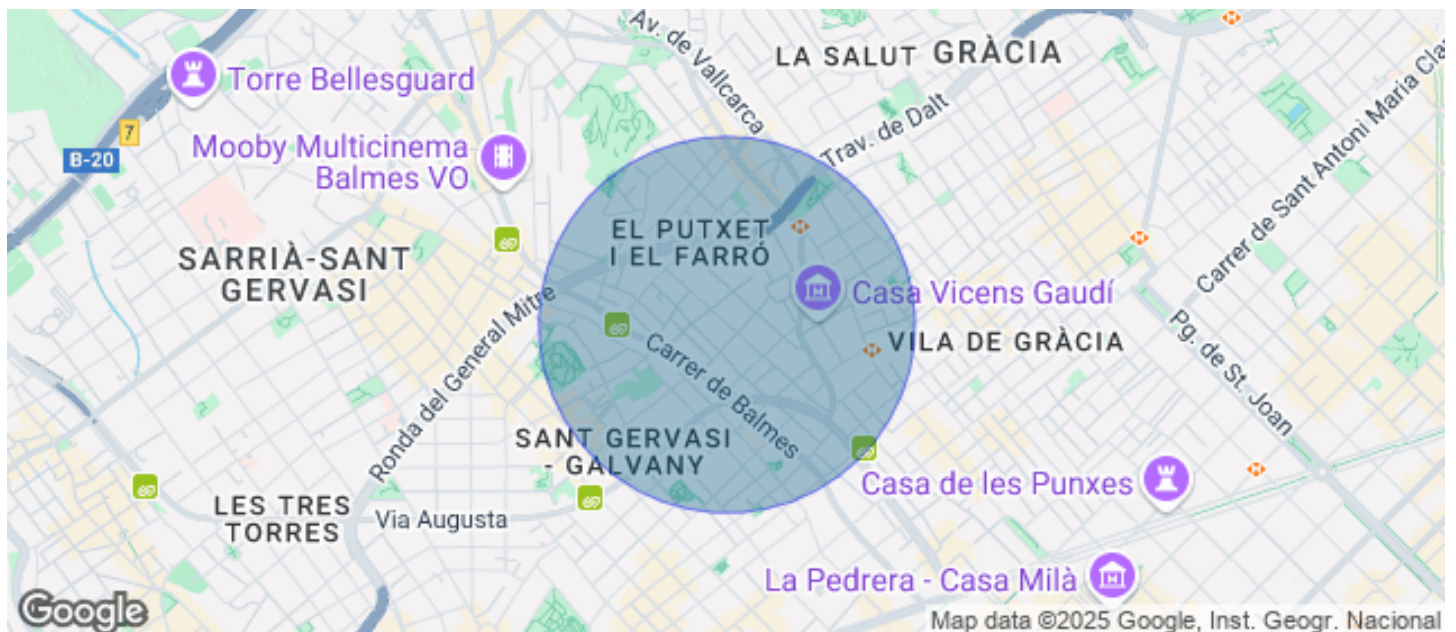 Av. de Vallcarca
LA SALUT
GRÀCIA
Torre Bellesguard
7
B-20
Mooby Multicinema
Balmes VO
Trav. de Dalt
Carrer de Sant Antoni Maria Cla
EL PUTXET
I EL FARRÓ
SARRIÀ-SANT
GERVASI
Casa Vicens Gaudí
Ronda del General Mitre
VILA DE GRÀCIA
Carrer de Balmes
Pg. de St. Joan
SANT GERVASI
- GALVANY
Casa de les Punxes
LES TRES
TORRES
Via Augusta
La Pedrera - Casa Milà
Google
Map data ©2025 Google, Inst. Geogr. Nacional